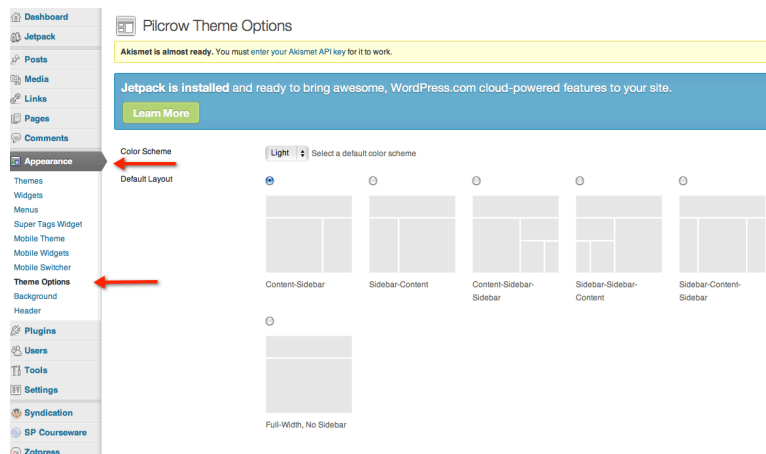 Dashboard
Jetpack
Posts
Media
Links
Pages
Comments
Appearance
Themes
Widgets
Menus
Super Tags Widget
Mobile Theme
Mobile Widgets
Mobile Switcher
Theme Options
Background
Header
Plugins
Users
Tools
Settings
Syndication
SP Courseware
Zotpress
Pilcrow Theme Options
Akismet is almost ready. You must enter your Akismet API key for it to work.
Jetpack is installed and ready to bring awesome, WordPress.com cloud-powered features to your site.
Learn More
Color Scheme
Light Select a default color scheme
Default Layout
Content-Sidebar
Sidebar-Content
Content-Sidebar-
Sidebar
Sidebar-Sidebar-
Content
Sidebar-Content-
Sidebar
Full-Width, No Sidebar